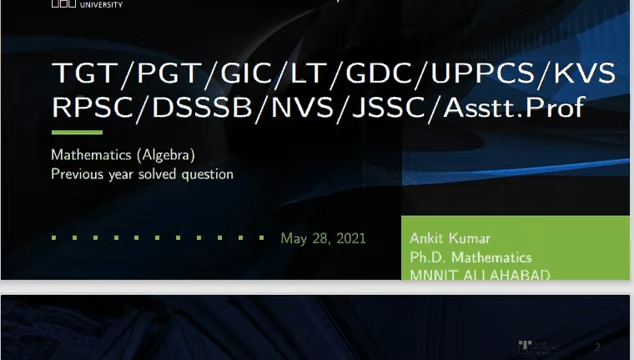 UNIVERSITY
TGT/PGT/GIC/LT/GDC/UPPCS/KVS
RPSC/DSSSB/NVS/JSSC/Asstt.Prof
Mathematics (Algebra)
Previous year solved question
May 28, 2021
Ankit Kumar
Ph.D. Mathematics
MNNIT ALLAHABAD
2